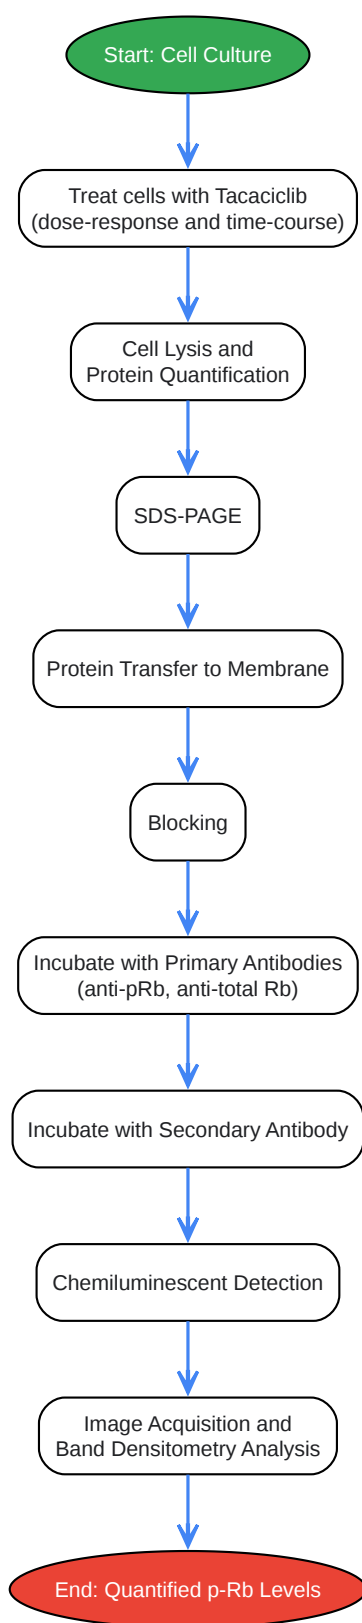 Start: Cell Culture
Treat cells with Tacaciclib
(dose-response and time-course)
Cell Lysis and
Protein Quantification
SDS-PAGE
Protein Transfer to Membrane
Blocking
Incubate with Primary Antibodies
(anti-pRb, anti-total Rb)
Incubate with Secondary Antibody
Chemiluminescent Detection
Image Acquisition and
Band Densitometry Analysis
End: Quantified p-Rb Levels